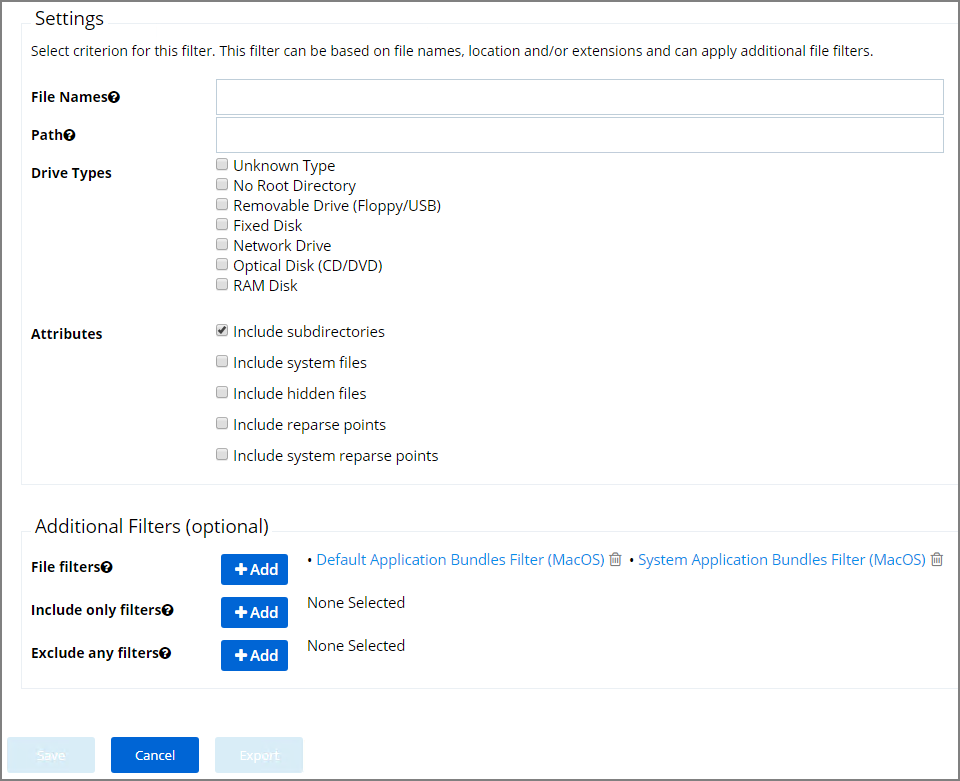 Settings
Select criterion for this filter. This filter can be based on file names, location and/or extensions and can apply additional file filters.
File Names
Path
Drive Types
Unknown Type
No Root Directory
Removable Drive (Floppy/USB)
Fixed Disk
Network Drive
Optical Disk (CD/DVD)
RAM Disk
Attributes
Include subdirectories
Include system files
Include hidden files
Include reparse points
Include system reparse points
Additional Filters (optional)
File filters + Add • Default Application Bundles Filter (MacOS) • System Application Bundles Filter (MacOS)
Include only filters + Add None Selected
Exclude any filters + Add None Selected
Save Cancel Export